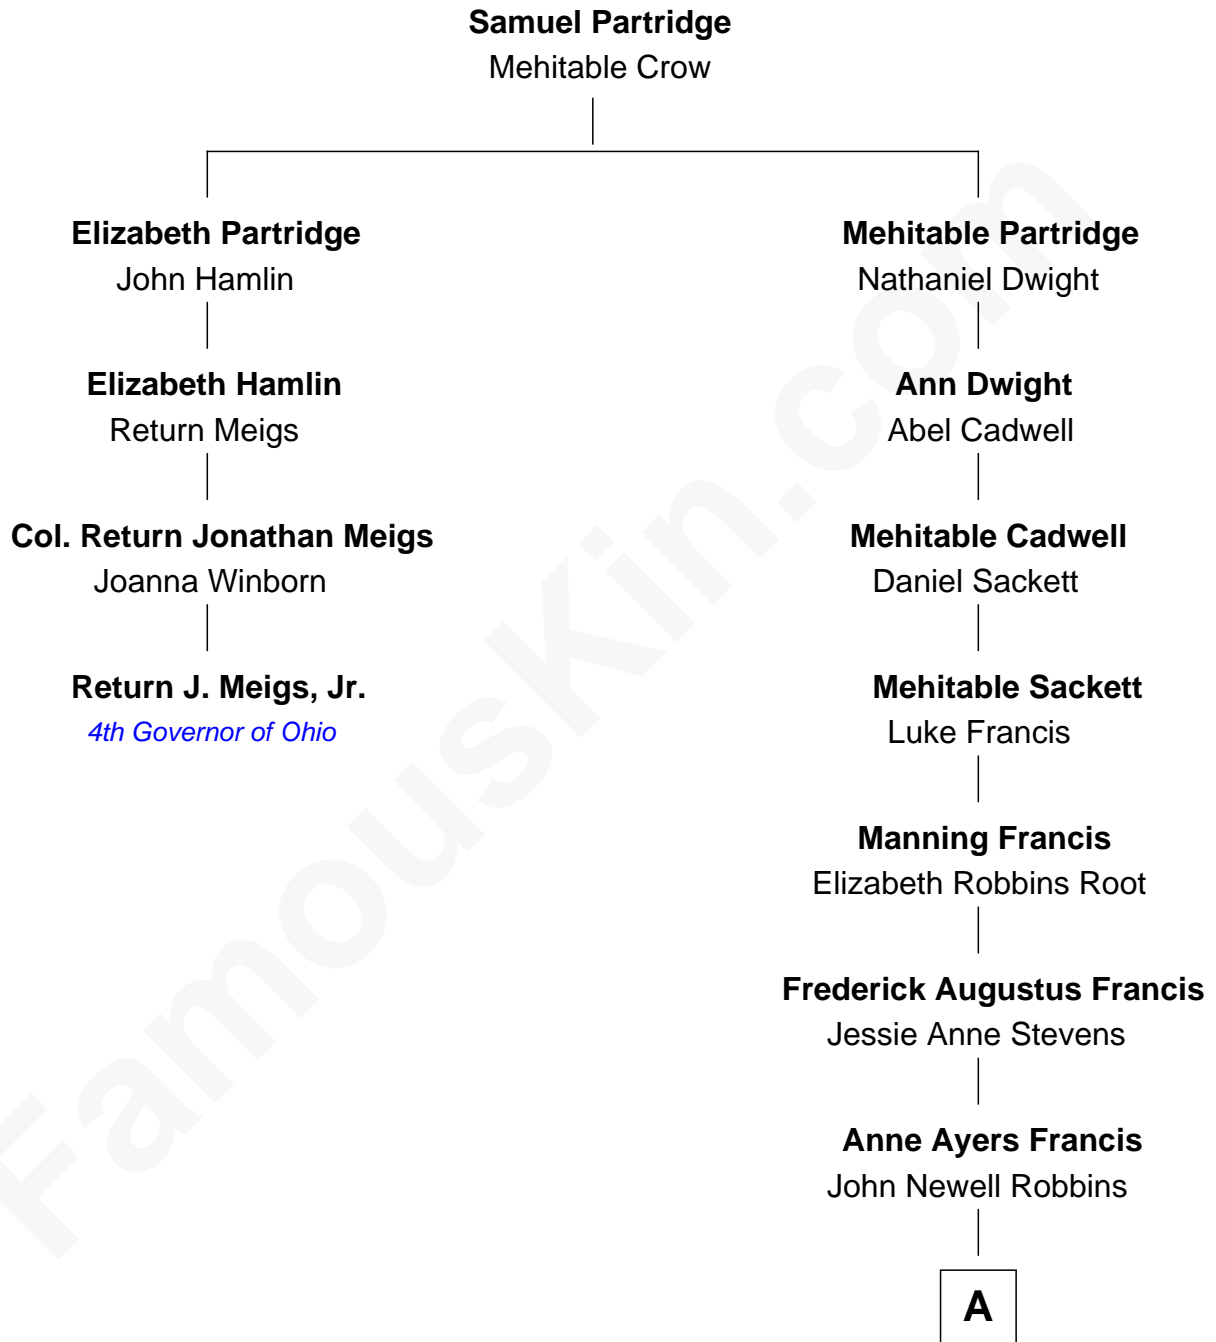 Samuel Partridge
Mehitable Crow
Elizabeth Partridge
John Hamlin
Mehitable Partridge
Nathaniel Dwight
Elizabeth Hamlin
Return Meigs
Ann Dwight
Abel Cadwell
Col. Return Jonathan Meigs
Joanna Winborn
Mehitable Cadwell
Daniel Sackett
Return J. Meigs, Jr.
4th Governor of Ohio
Mehitable Sackett
Luke Francis
Manning Francis
Elizabeth Robbins Root
Frederick Augustus Francis
Jessie Anne Stevens
Anne Ayers Francis
John Newell Robbins
A
FamousKin.com